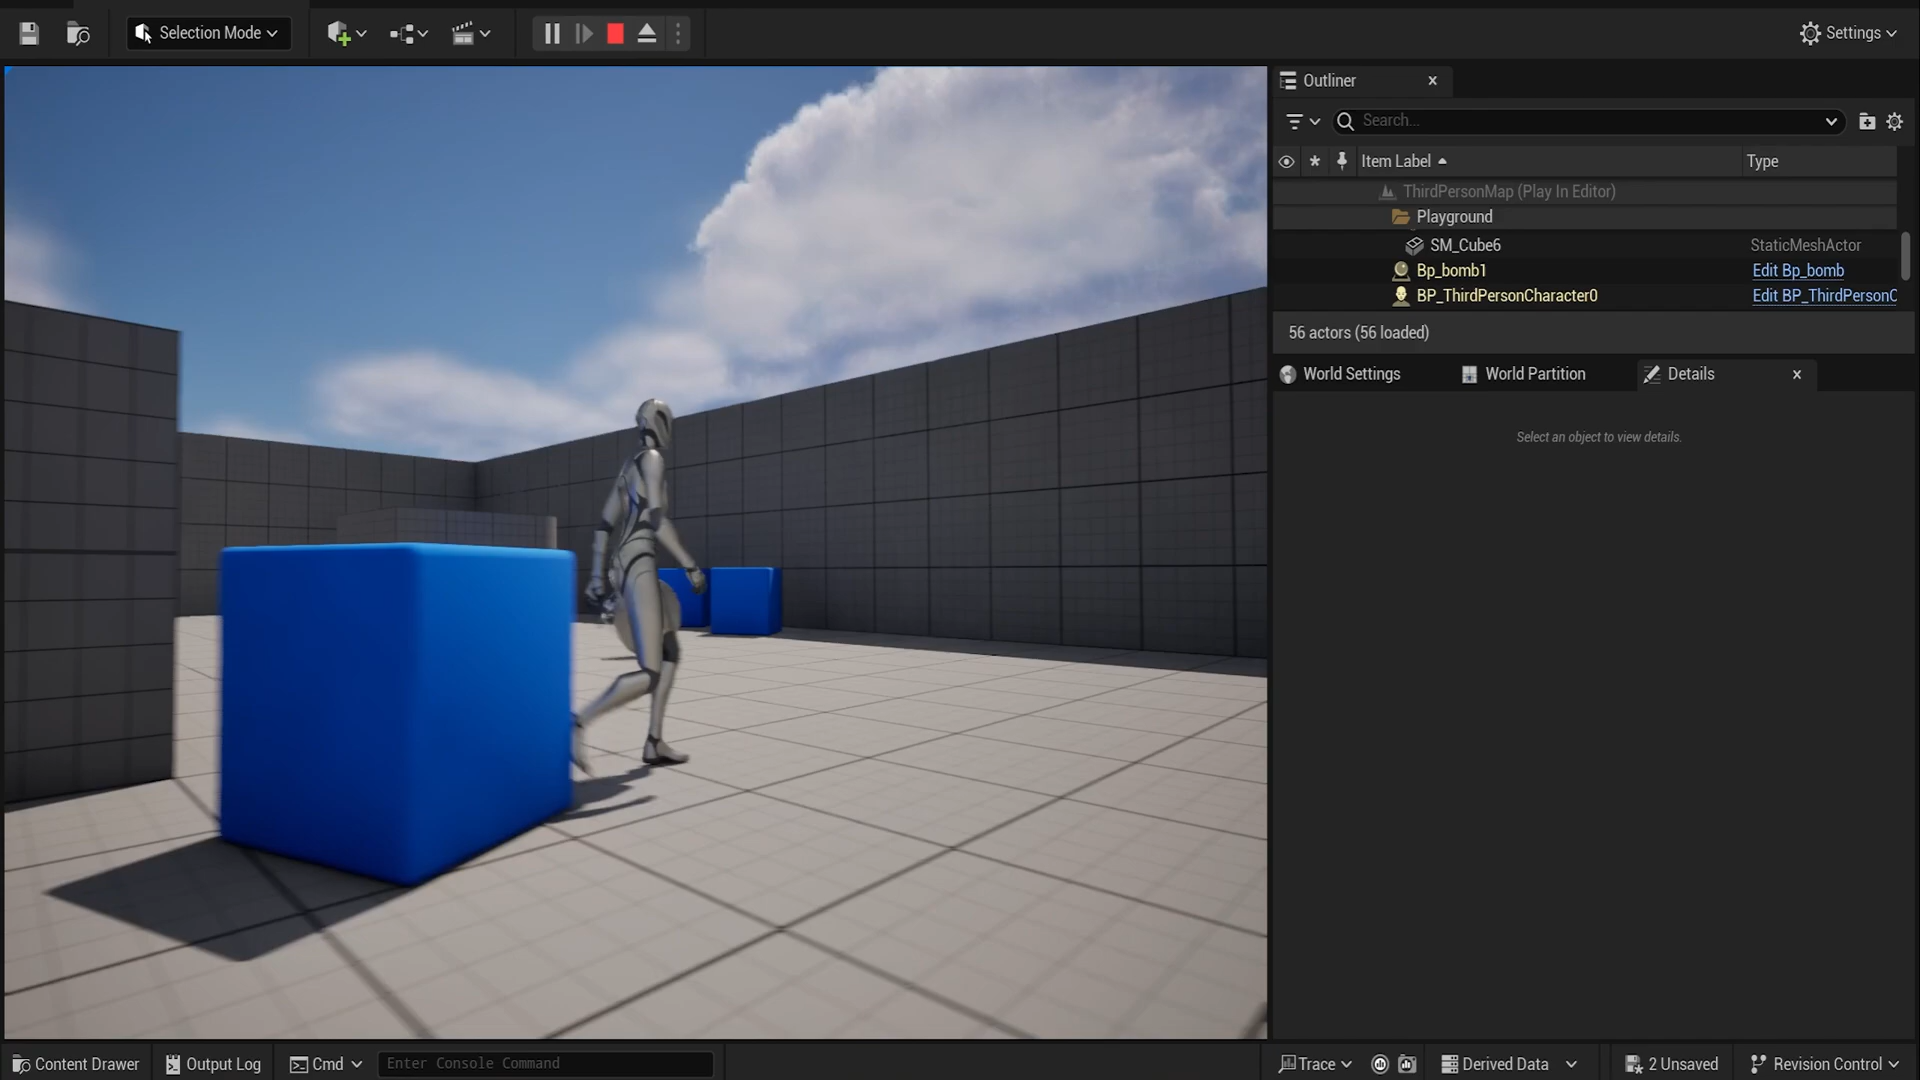 Selection Mode
Settings
Outliner
Search...
Item Label
Type
ThirdPersonMap (Play In Editor)
Playground
SM_Cube6 StaticMeshActor
Bp_bomb1 Edit Bp_bomb
BP_ThirdPersonCharacter0 Edit BP_ThirdPersonC
56 actors (56 loaded)
World Settings
World Partition
Details
Select an object to view details.
Content Drawer
Output Log
Cmd
Enter Console Command
Trace
Derived Data
2 Unsaved
Revision Control